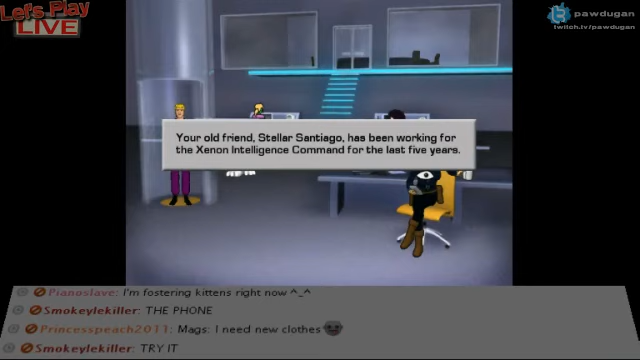 Let's Play
LIVE
pawdugan
twitch.tv/pawdugan
Your old friend, Stellar Santiago, has been working for
the Xenon Intelligence Command for the last five years.
Pianoslave: I'm fostering kittens right now ^_^
Smokeylekiller: THE PHONE
Princesspeach2011: Mags: I need new clothes
Smokeylekiller: TRY IT